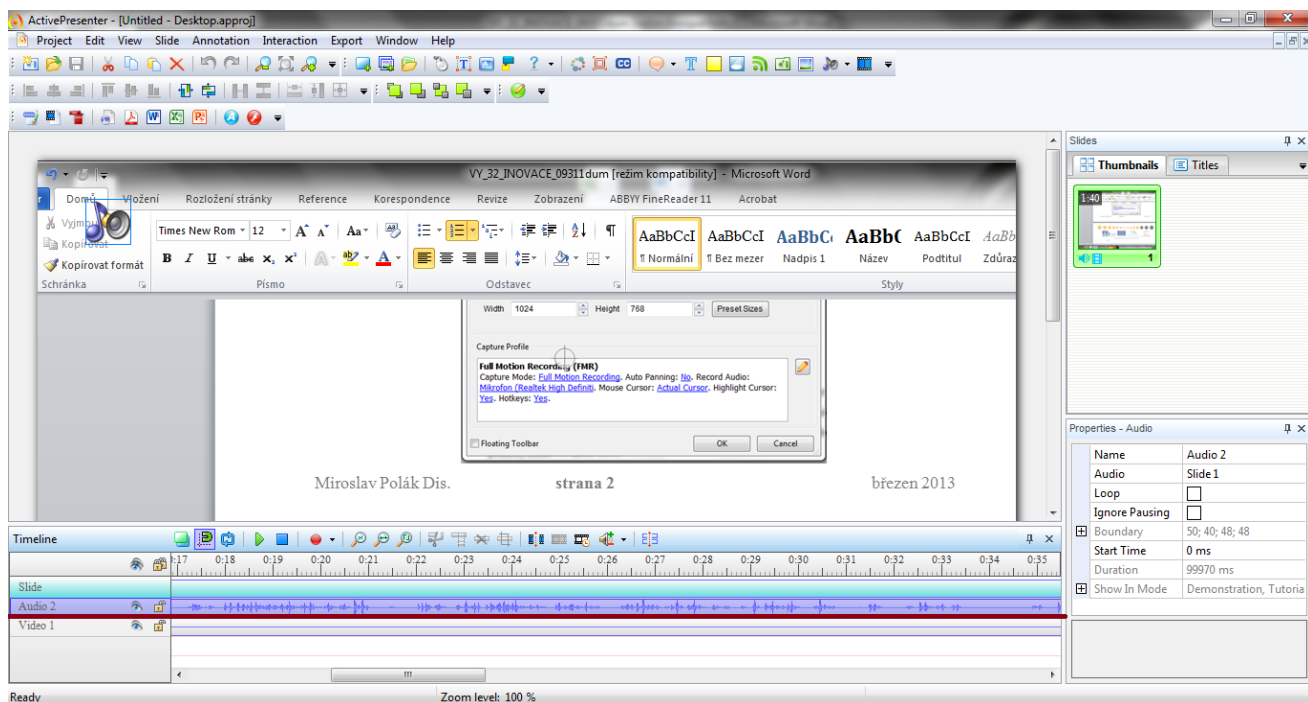 ActivePresenter - [Untitled - Desktop.approj]
Project Edit View Slide Annotation Interaction Export Window Help
VY_32_INOVACE_09311dum [režim kompatibility] - Microsoft Word
Domů Vložení Rozložení stránky Reference Korespondence Revize Zobrazení ABBYY FineReader 11 Acrobat
Vyjmout
Kopírovat
Kopírovat formát
Schránka
Times New Rom 12
Písmo
Odstavec
AaBbCcI AaBbCcI AaBbC AaBb( AaBbCcI AaBb
¶ Normální ¶ Bez mezer Nadpis 1 Název Podtitul Zdůraz
Styly
Width 1024 Height 768 Preset Sizes
Capture Profile
Full Motion Recording (FMR)
Capture Mode: Full Motion Recording. Auto Panning: No. Record Audio:
Mikrofon (Realtek High Definiti. Mouse Cursor: Actual Cursor. Highlight Cursor:
Yes. Hotkeys: Yes.
Floating Toolbar OK Cancel
Miroslav Polák Dis. strana 2 březen 2013
Slides
Thumbnails Titles
1:40
1
Properties - Audio
Name Audio 2
Audio Slide 1
Loop
Ignore Pausing
Boundary 50; 40; 48; 48
Start Time 0 ms
Duration 99970 ms
Show In Mode Demonstration, Tutoria
Timeline
0:17 0:18 0:19 0:20 0:21 0:22 0:23 0:24 0:25 0:26 0:27 0:28 0:29 0:30 0:31 0:32 0:33 0:34 0:35
Slide
Audio 2
Video 1
Ready Zoom level: 100 %